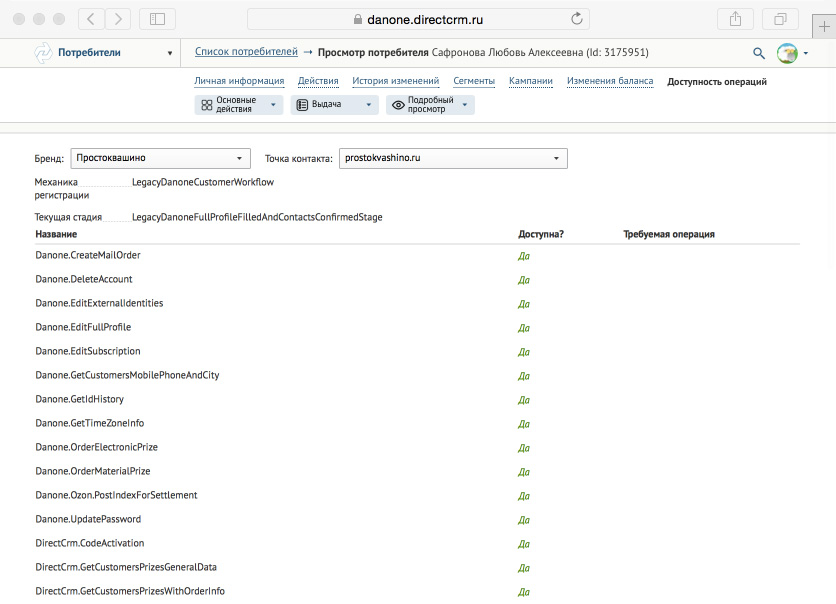 danone.directcrm.ru
Потребители
Список потребителей → Просмотр потребителя Сафронова Любовь Алексеевна (Id: 3175951)
Личная информация Действия История изменений Сегменты Кампании Изменения баланса Доступность операций
Основные действия Выдача Подробный просмотр
Бренд: Простоквашино Точка контакта: prostokvashino.ru
Механика регистрации LegacyDanoneCustomerWorkflow
Текущая стадия LegacyDanoneFullProfileFilledAndContactsConfirmedStage
Название Доступна? Требуемая операция
Danone.CreateMailOrder Да
Danone.DeleteAccount Да
Danone.EditExternalIdentities Да
Danone.EditFullProfile Да
Danone.EditSubscription Да
Danone.GetCustomersMobilePhoneAndCity Да
Danone.GetIdHistory Да
Danone.GetTimeZoneInfo Да
Danone.OrderElectronicPrize Да
Danone.OrderMaterialPrize Да
Danone.Ozon.PostIndexForSettlement Да
Danone.UpdatePassword Да
DirectCrm.CodeActivation Да
DirectCrm.GetCustomersPrizesGeneralData Да
DirectCrm.GetCustomersPrizesWithOrderInfo Да